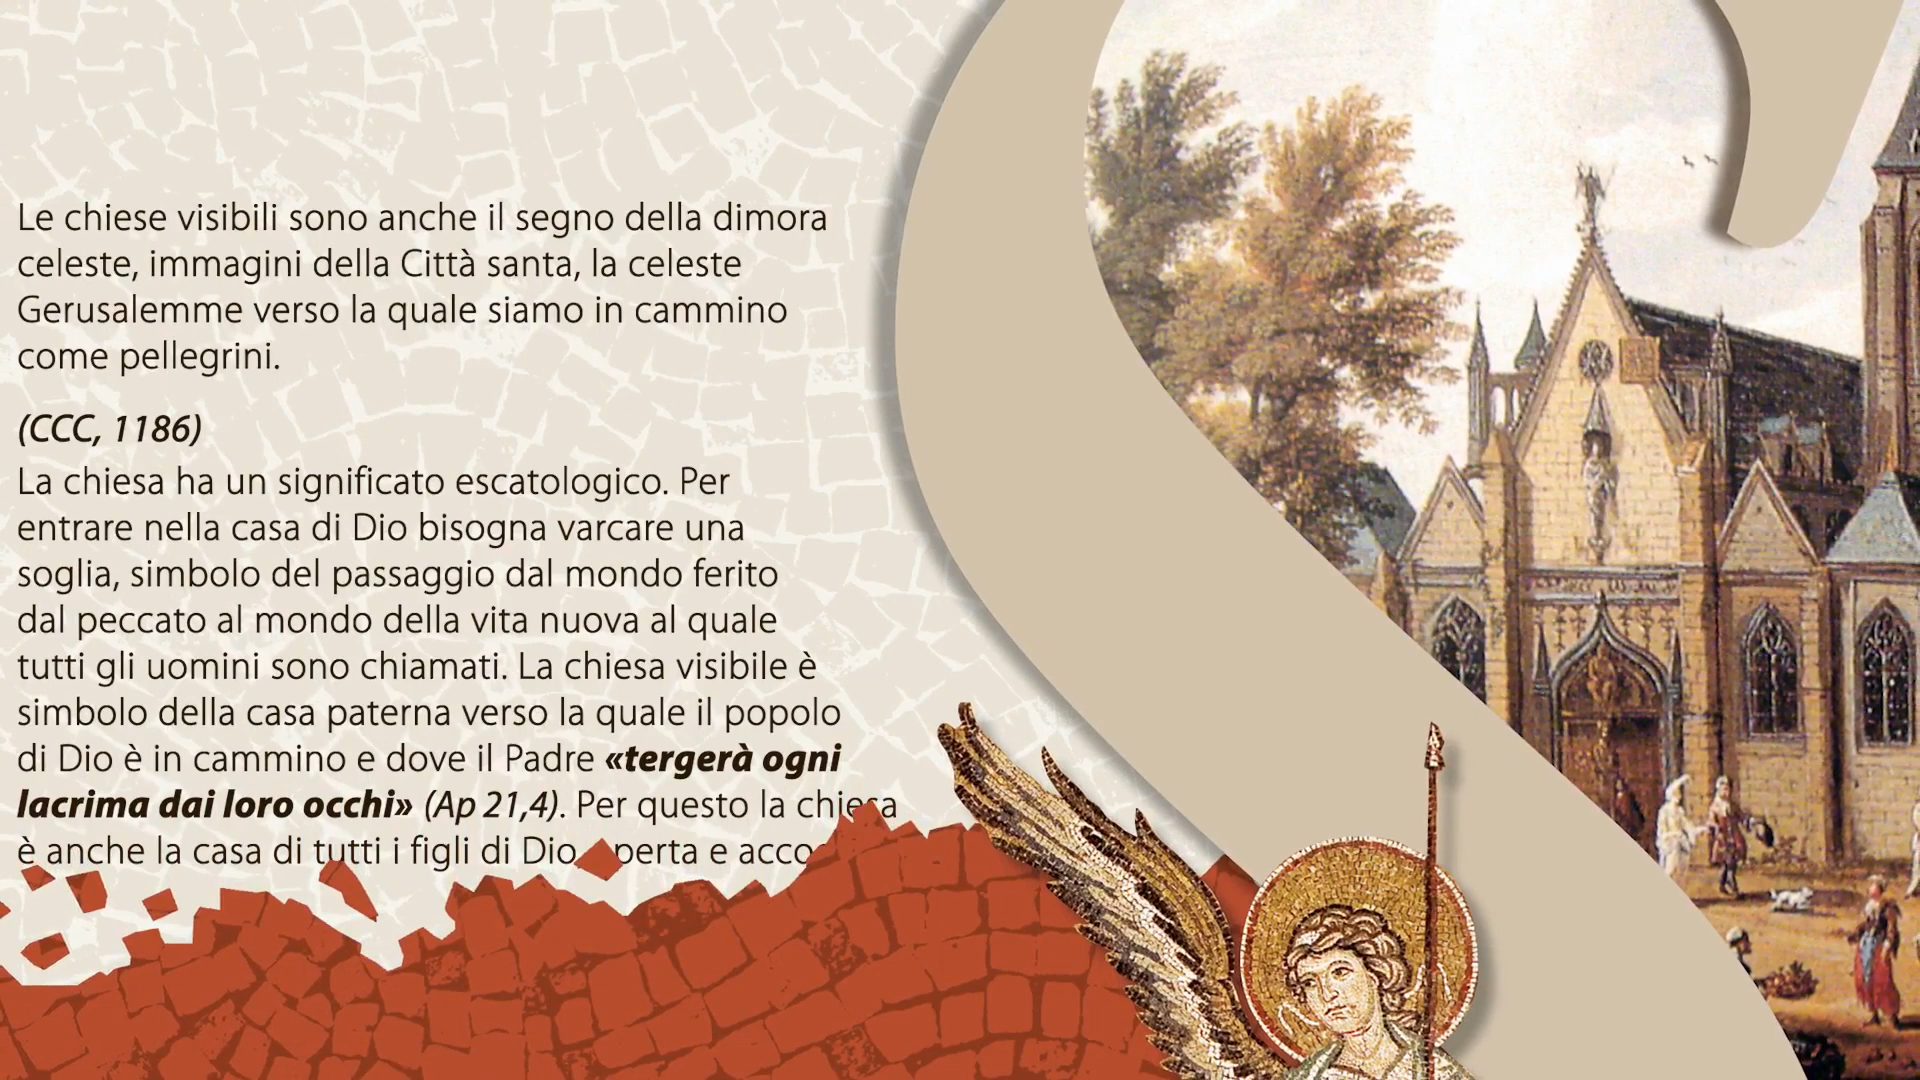 Le chiese visibili sono anche il segno della dimora
celeste, immagini della Città santa, la celeste
Gerusalemme verso la quale siamo in cammino
come pellegrini.
(CCC, 1186)
La chiesa ha un significato escatologico. Per
entrare nella casa di Dio bisogna varcare una
soglia, simbolo del passaggio dal mondo ferito
dal peccato al mondo della vita nuova al quale
tutti gli uomini sono chiamati. La chiesa visibile è
simbolo della casa paterna verso la quale il popolo
di Dio è in cammino e dove il Padre «tergerà ogni
lacrima dai loro occhi» (Ap 21,4). Per questo la chiesa
è anche la casa di tutti i figli di Dio, perta e acco